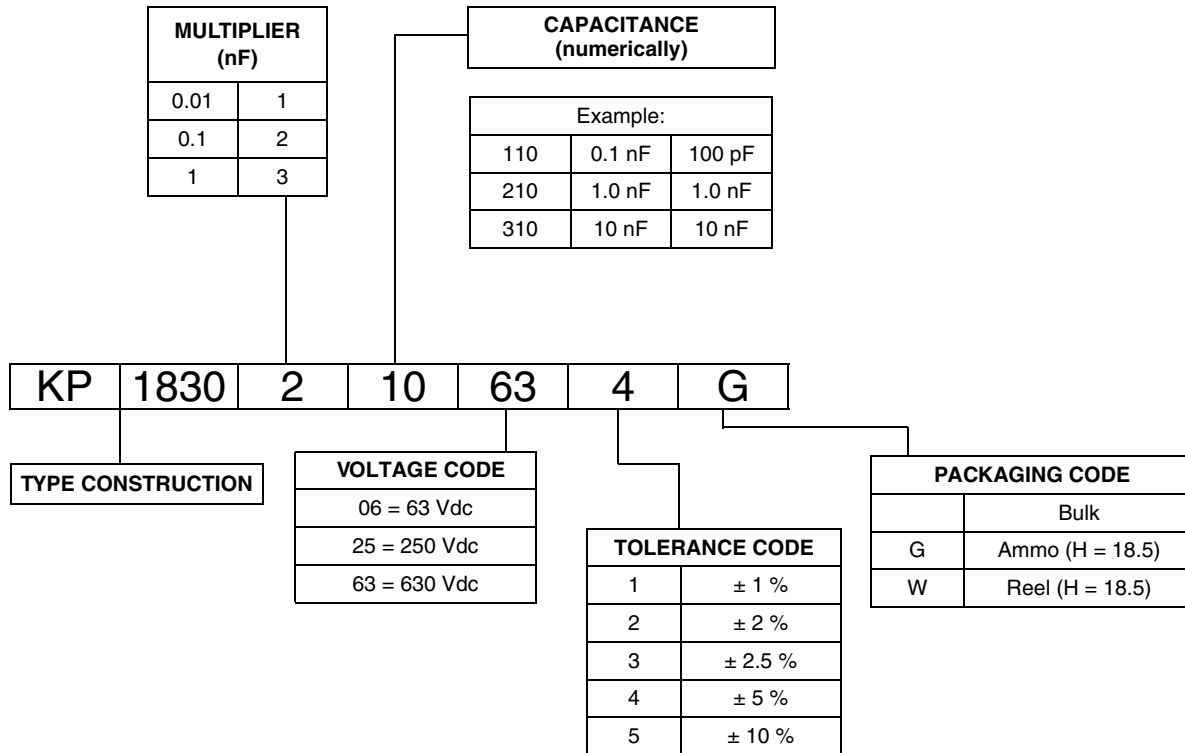 MULTIPLIER
(nF)
0.01 1
0.1 2
1 3
CAPACITANCE
(numerically)
Example:
110 0.1 nF 100 pF
210 1.0 nF 1.0 nF
310 10 nF 10 nF
KP 1830 2 10 63 4 G
TYPE CONSTRUCTION
VOLTAGE CODE
06 = 63 Vdc
25 = 250 Vdc
63 = 630 Vdc
TOLERANCE CODE
1 ± 1 %
2 ± 2 %
3 ± 2.5 %
4 ± 5 %
5 ± 10 %
PACKAGING CODE
Bulk
G Ammo (H = 18.5)
W Reel (H = 18.5)